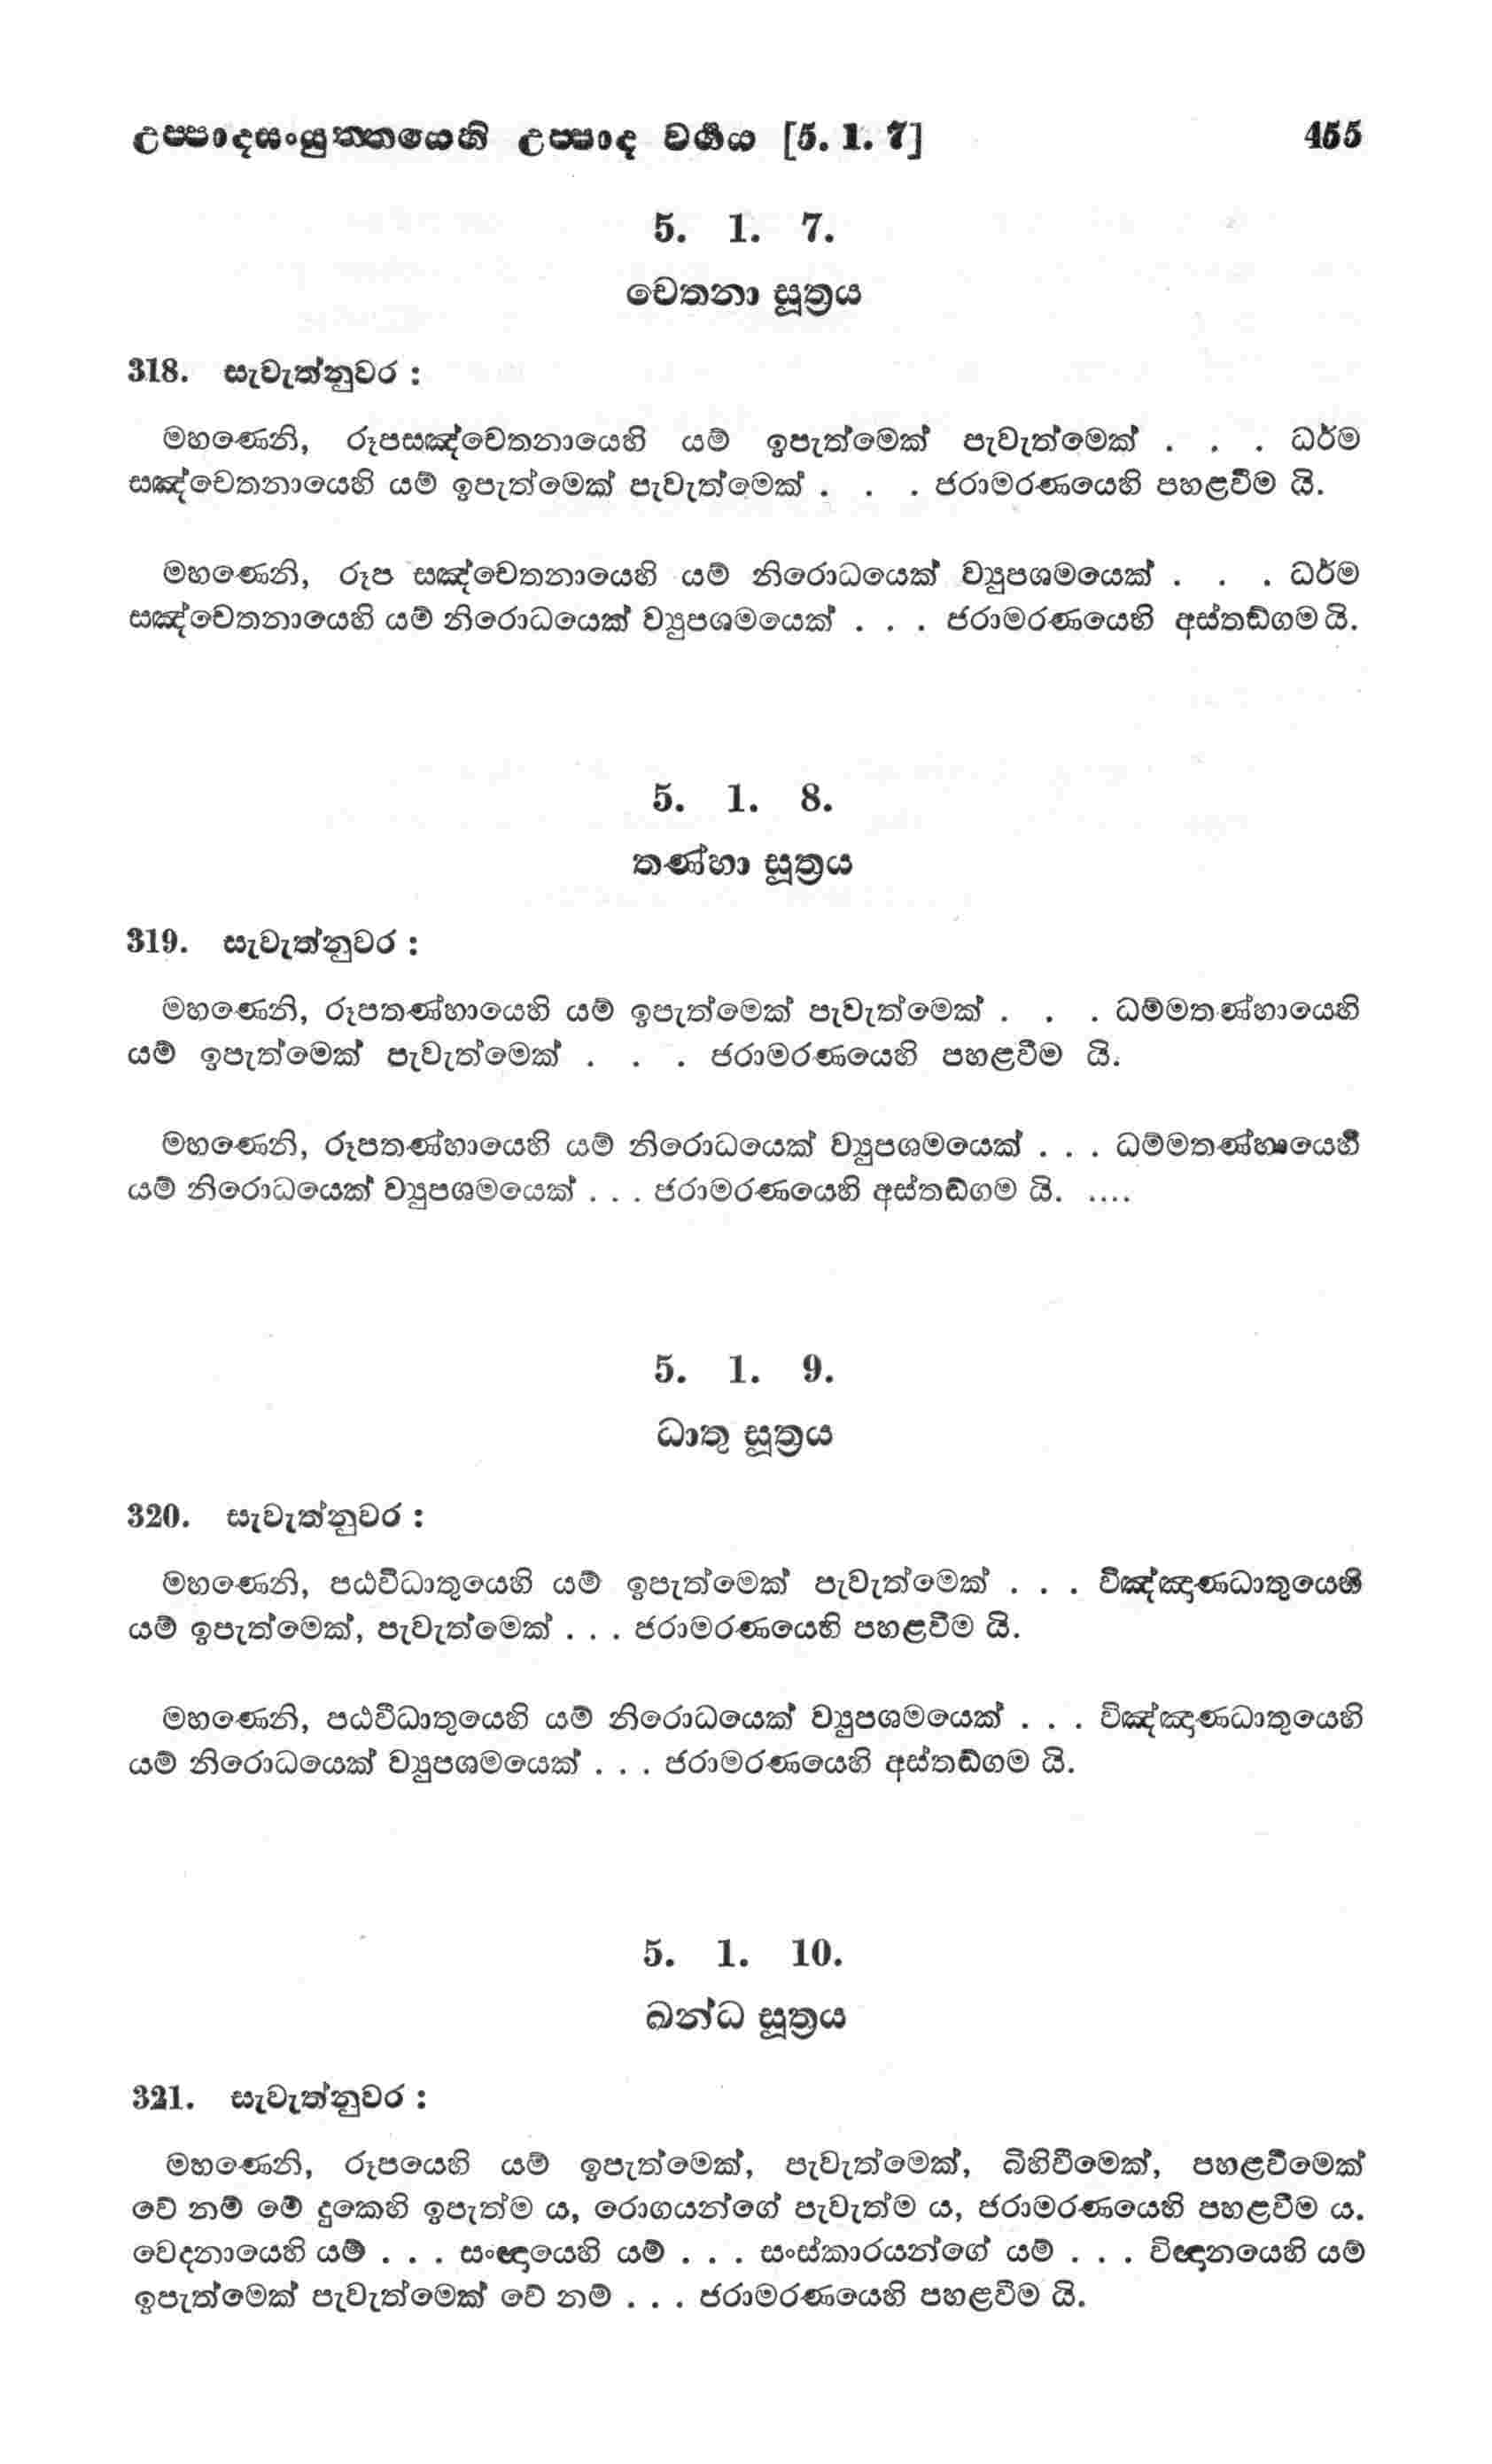 උප්පාදසංයුත්තයෙහි උප්පාද වර්‍ගය [5. 1. 7] 455
5. 1. 7.
චෙතනා සූත්‍රය
318. සැවැත්නුවර :
මහණෙනි, රූපසඤ්චෙතනායෙහි යම් ඉපැත්මෙක් පැවැත්මෙක් . . . ධර්ම
සඤ්චෙතනායෙහි යම් ඉපැත්මෙක් පැවැත්මෙක් . . . ජරාමරණයෙහි පහළවීම යි.
මහණෙනි, රූප සඤ්චෙතනායෙහි යම් නිරොධයෙක් ව්‍යුපශමයෙක් . . . ධර්ම
සඤ්චෙතනායෙහි යම් නිරොධයෙක් ව්‍යුපශමයෙක් . . . ජරාමරණයෙහි අස්තඞ්ගම යි.
5. 1. 8.
තණ්හා සූත්‍රය
319. සැවැත්නුවර :
මහණෙනි, රූපතණ්හායෙහි යම් ඉපැත්මෙක් පැවැත්මෙක් . . . ධම්මතණ්හායෙහි
යම් ඉපැත්මෙක් පැවැත්මෙක් . . . ජරාමරණයෙහි පහළවීම යි.
මහණෙනි, රූපතණ්හායෙහි යම් නිරොධයෙක් ව්‍යුපශමයෙක් . . . ධම්මතණ්හායෙහි
යම් නිරොධයෙක් ව්‍යුපශමයෙක් . . . ජරාමරණයෙහි අස්තඞ්ගම යි. ....
5. 1. 9.
ධාතු සූත්‍රය
320. සැවැත්නුවර :
මහණෙනි, පඨවිධාතුයෙහි යම් ඉපැත්මෙක් පැවැත්මෙක් . . . විඤ්ඤාණධාතුයෙහි
යම් ඉපැත්මෙක්, පැවැත්මෙක් . . . ජරාමරණයෙහි පහළවීම යි.
මහණෙනි, පඨවීධාතුයෙහි යම් නිරොධයෙක් ව්‍යුපශමයෙක් . . . විඤ්ඤාණධාතුයෙහි
යම් නිරොධයෙක් ව්‍යුපශමයෙක් . . . ජරාමරණයෙහි අස්තඞ්ගම යි.
5. 1. 10.
ඛන්ධ සූත්‍රය
321. සැවැත්නුවර :
මහණෙනි, රූපයෙහි යම් ඉපැත්මෙක්, පැවැත්මෙක්, බිහිවීමෙක්, පහළවීමෙක්
වේ නම් මේ දුකෙහි ඉපැත්ම ය, රොගයන්ගේ පැවැත්ම ය, ජරාමරණයෙහි පහළවීම ය.
වෙදනායෙහි යම් . . . සංඥායෙහි යම් . . . සංස්කාරයන්ගේ යම් . . . විඥානයෙහි යම්
ඉපැත්මෙක් පැවැත්මෙක් වේ නම් . . . ජරාමරණයෙහි පහළවීම යි.